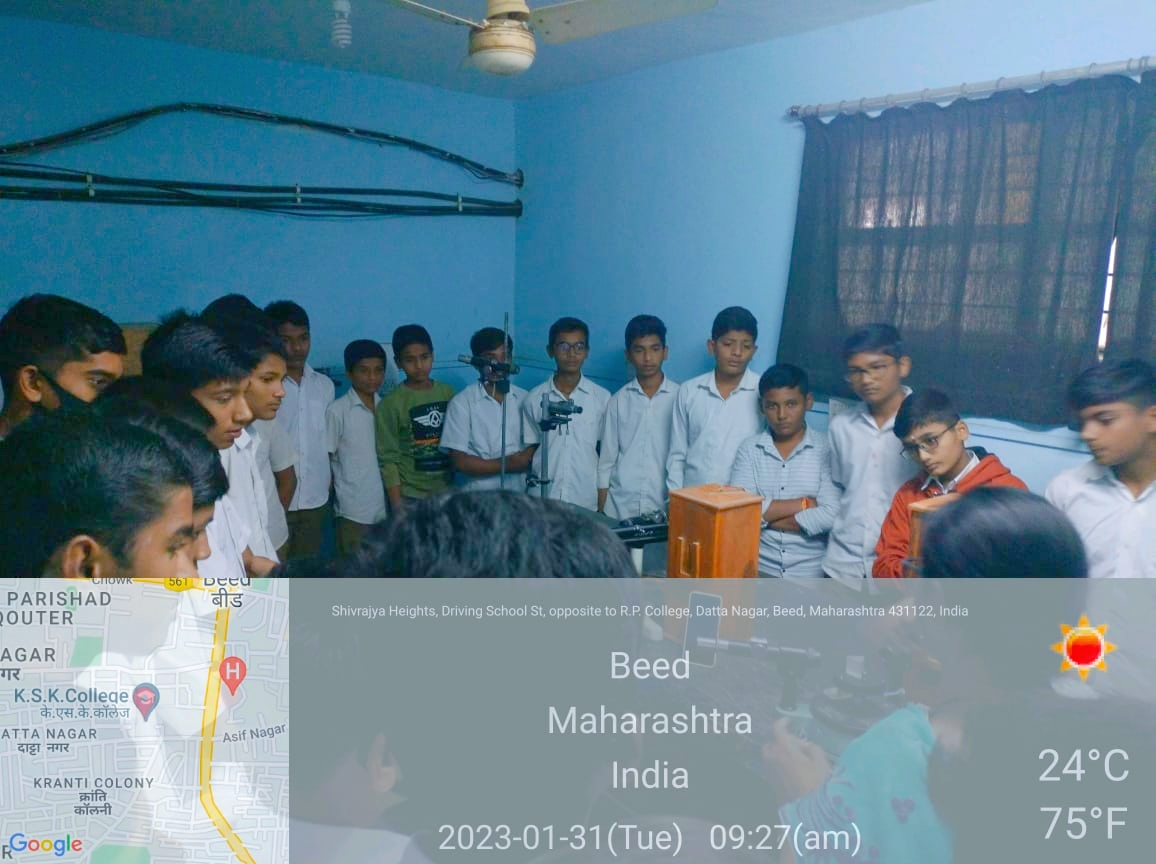 Chowk
561
Beed
बीड
PARISHAD
QOUTER
AGAR
गर
K.S.K.College
के.एस.के.कॉलेज
ATTA NAGAR
दाट्टा नगर
Asif Nagar
KRANTI COLONY
क्रांति
कॉलनी
H
Google
Shivrajya Heights, Driving School St, opposite to R.P. College, Datta Nagar, Beed, Maharashtra 431122, India
Beed
Maharashtra
India
2023-01-31(Tue) 09:27(am)
24°C
75°F